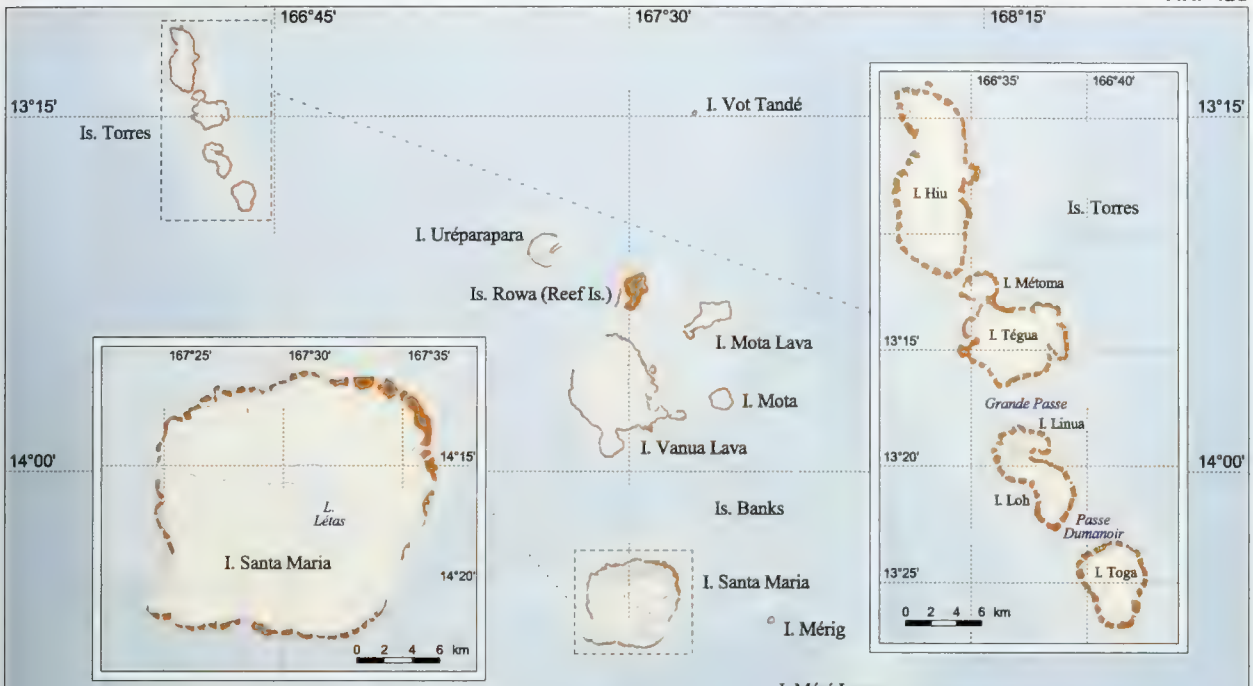 166°45'
167°30'
168°15'
13°15'
Is. Torres
I. Vot Tandé
13°15'
I. Uréparapara
Is. Rowa (Reef Is.)
I. Mota Lava
I. Mota
I. Vanua Lava
14°00'
14°00'
Is. Banks
I. Santa Maria
I. Mérig
167°25'
167°30'
167°35'
14°15'
L.
Létas
I. Santa Maria
14°20'
0 2 4 6 km
166°35'
166°40'
I. Hiu
Is. Torres
I. Métoma
I. Tégua
13°15'
Grande Passe
I. Linua
13°20'
I. Loh
Passe
Dumanoir
I. Toga
13°25'
0 2 4 6 km